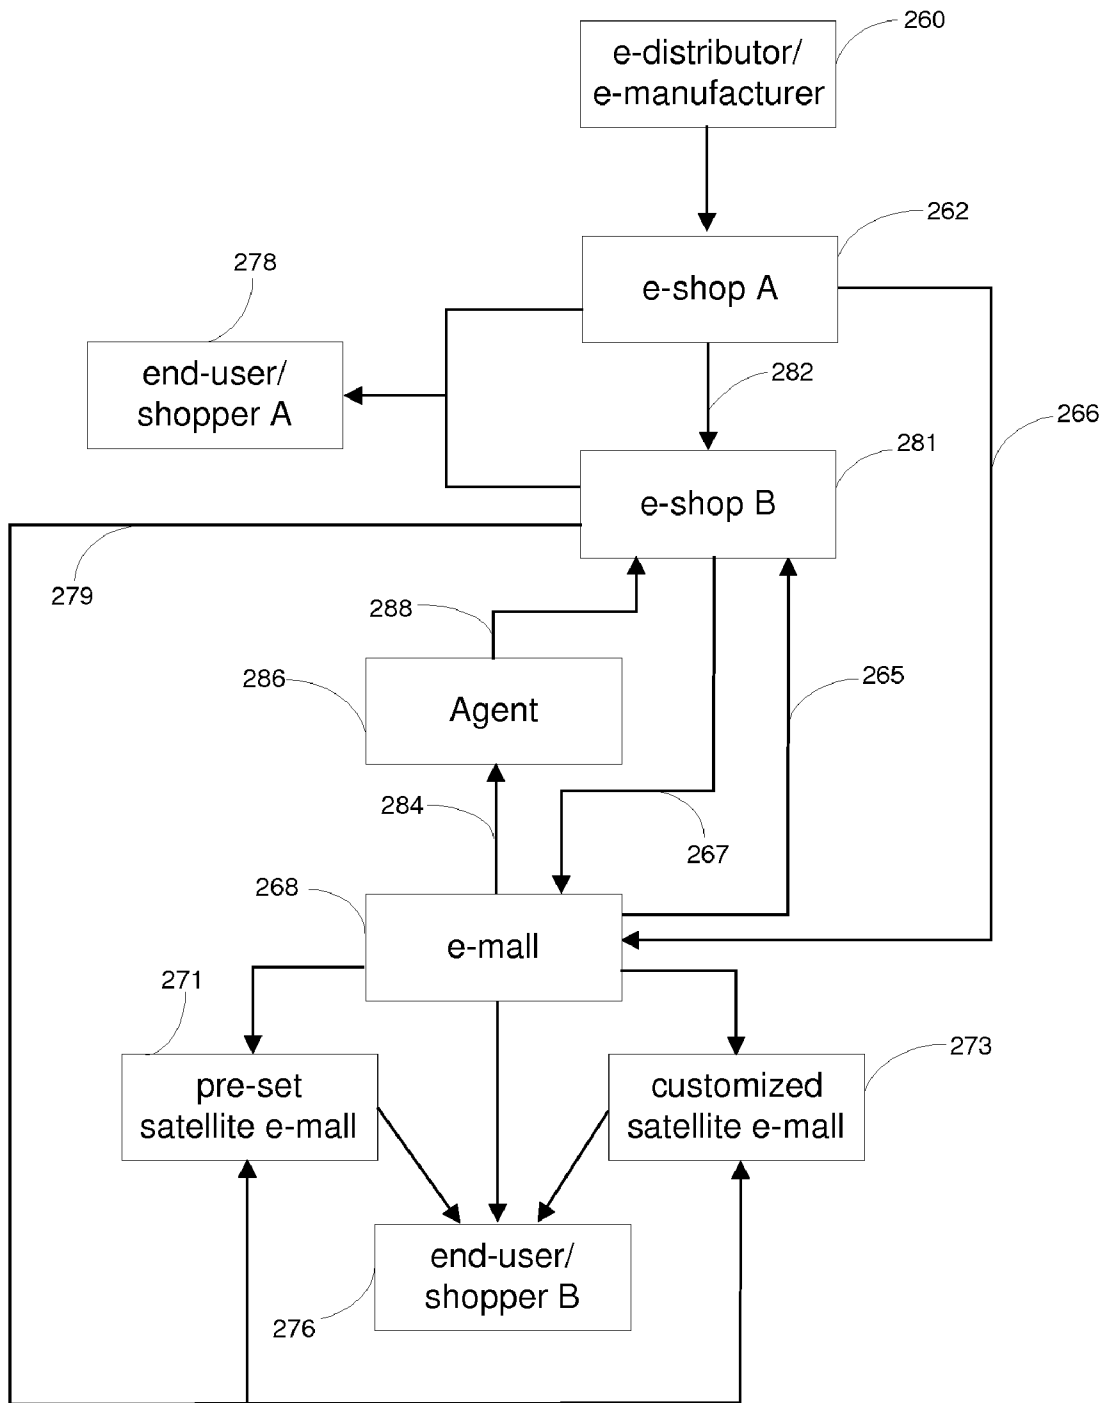 260
e-distributor/
e-manufacturer
262
278
e-shop A
end-user/
shopper A
282
266
281
e-shop B
279
288
286
265
Agent
284
267
268
e-mall
271
273
pre-set
satellite e-mall
customized
satellite e-mall
end-user/
shopper B
276